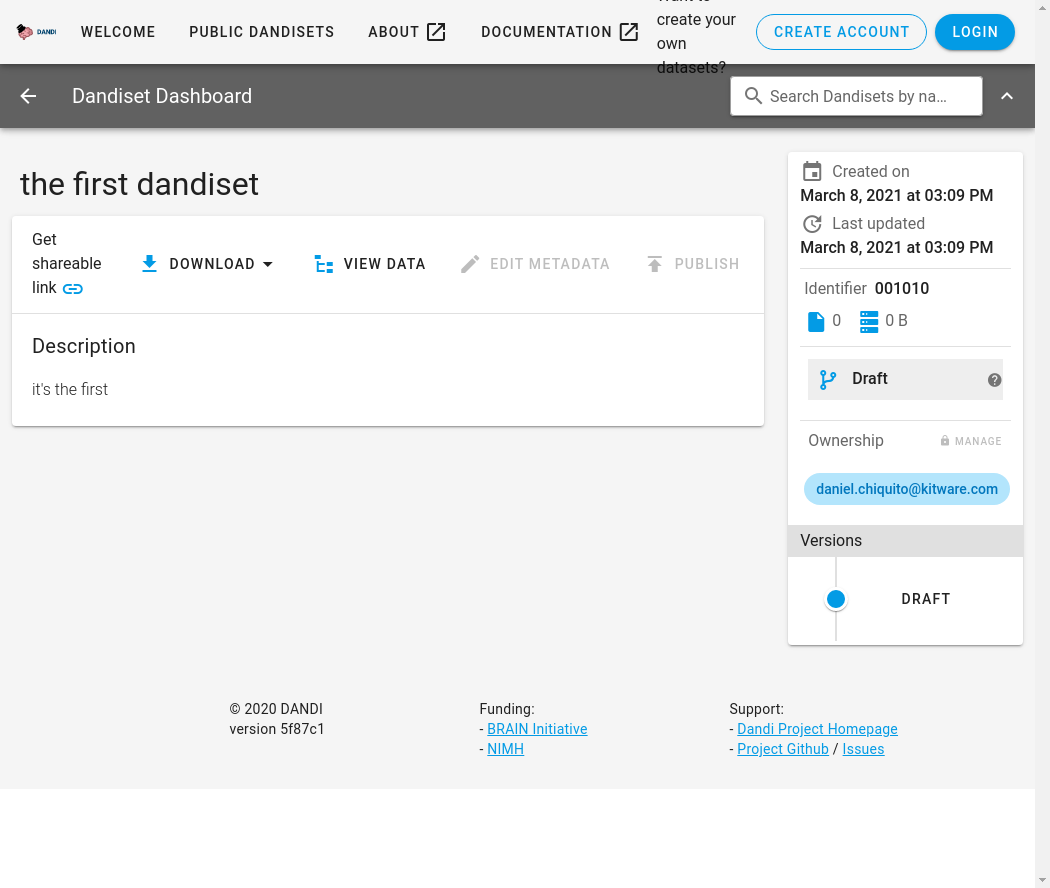 DANDI
WELCOME
PUBLIC DANDISETS
ABOUT
DOCUMENTATION
create your
own
datasets?
CREATE ACCOUNT
LOGIN
Dandiset Dashboard
Search Dandisets by na…
the first dandiset
Get
shareable
link
DOWNLOAD
VIEW DATA
EDIT METADATA
PUBLISH
Description
it's the first
Created on
March 8, 2021 at 03:09 PM
Last updated
March 8, 2021 at 03:09 PM
Identifier 001010
0
0 B
Draft
Ownership
MANAGE
daniel.chiquito@kitware.com
Versions
DRAFT
© 2020 DANDI
version 5f87c1
Funding:
- BRAIN Initiative
- NIMH
Support:
- Dandi Project Homepage
- Project Github / Issues